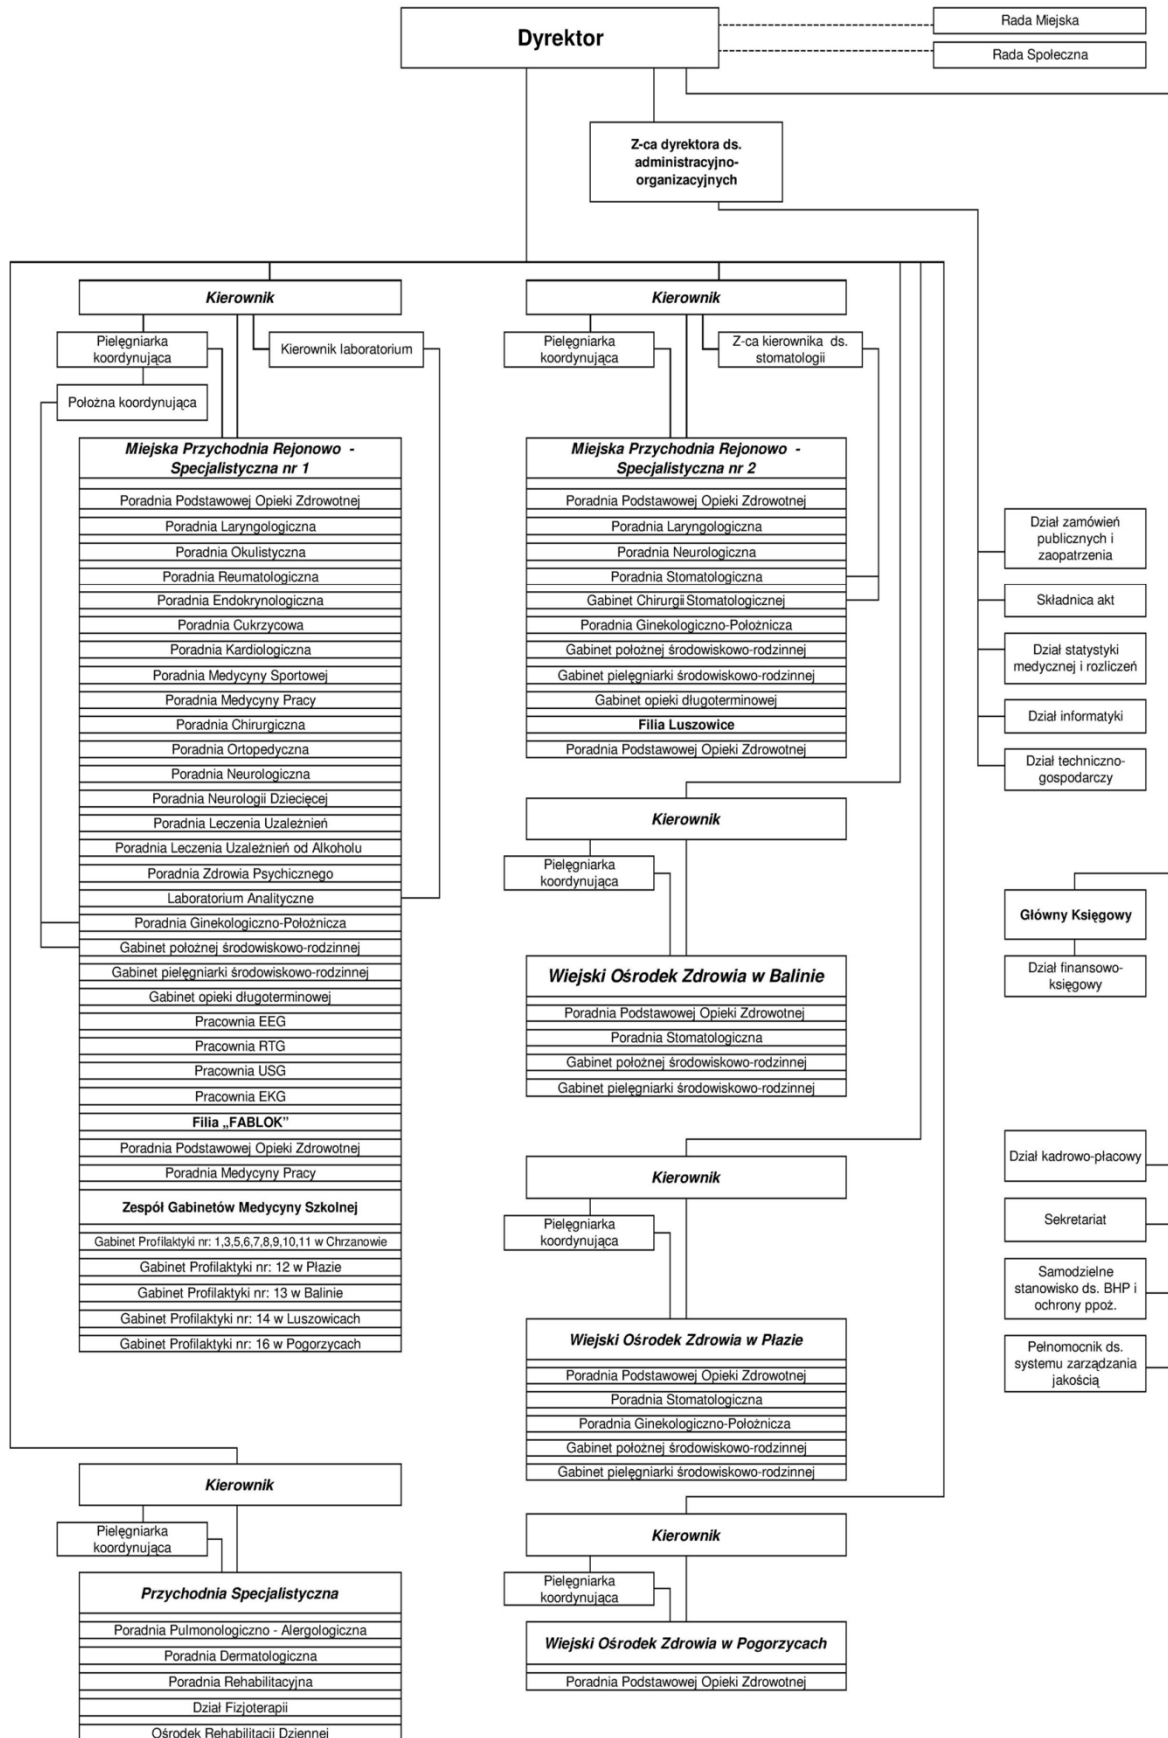 Dyrektor
Rada Miejska
Rada Społeczna
Z-ca dyrektora ds.
administracyjno-
organizacyjnych
Kierownik
Pielęgniarka
koordynująca
Kierownik laboratorium
Położna koordynująca
Miejska Przychodnia Rejonowo -
Specjalistyczna nr 1
Poradnia Podstawowej Opieki Zdrowotnej
Poradnia Laryngologiczna
Poradnia Okulistyczna
Poradnia Reumatologiczna
Poradnia Endokrynologiczna
Poradnia Cukrzycowa
Poradnia Kardiologiczna
Poradnia Medycyny Sportowej
Poradnia Medycyny Pracy
Poradnia Chirurgiczna
Poradnia Ortopedyczna
Poradnia Neurologiczna
Poradnia Neurologii Dziecięcej
Poradnia Leczenia Uzależnień
Poradnia Leczenia Uzależnień od Alkoholu
Poradnia Zdrowia Psychicznego
Laboratorium Analityczne
Poradnia Ginekologiczno-Położnicza
Gabinet położnej środowiskowo-rodzinnej
Gabinet pielęgniarki środowiskowo-rodzinnej
Gabinet opieki długoterminowej
Pracownia EEG
Pracownia RTG
Pracownia USG
Pracownia EKG
Filia „FABLOK”
Poradnia Podstawowej Opieki Zdrowotnej
Poradnia Medycyny Pracy
Zespół Gabinetów Medycyny Szkolnej
Gabinet Profilaktyki nr: 1,3,5,6,7,8,9,10,11 w Chrzanowie
Gabinet Profilaktyki nr: 12 w Płazie
Gabinet Profilaktyki nr: 13 w Balinie
Gabinet Profilaktyki nr: 14 w Luszowicach
Gabinet Profilaktyki nr: 16 w Pogorzycach
Kierownik
Pielęgniarka
koordynująca
Przychodnia Specjalistyczna
Poradnia Pulmonologiczno - Alergologiczna
Poradnia Dermatologiczna
Poradnia Rehabilitacyjna
Dział Fizjoterapii
Ośrodek Rehabilitacji Dziennej
Kierownik
Pielęgniarka
koordynująca
Z-ca kierownika ds.
stomatologii
Miejska Przychodnia Rejonowo -
Specjalistyczna nr 2
Poradnia Podstawowej Opieki Zdrowotnej
Poradnia Laryngologiczna
Poradnia Neurologiczna
Poradnia Stomatologiczna
Gabinet Chirurgii Stomatologicznej
Poradnia Ginekologiczno-Położnicza
Gabinet położnej środowiskowo-rodzinnej
Gabinet pielęgniarki środowiskowo-rodzinnej
Gabinet opieki długoterminowej
Filia Luszowice
Poradnia Podstawowej Opieki Zdrowotnej
Kierownik
Pielęgniarka
koordynująca
Wiejski Ośrodek Zdrowia w Balinie
Poradnia Podstawowej Opieki Zdrowotnej
Poradnia Stomatologiczna
Gabinet położnej środowiskowo-rodzinnej
Gabinet pielęgniarki środowiskowo-rodzinnej
Kierownik
Pielęgniarka
koordynująca
Wiejski Ośrodek Zdrowia w Płazie
Poradnia Podstawowej Opieki Zdrowotnej
Poradnia Stomatologiczna
Poradnia Ginekologiczno-Położnicza
Gabinet położnej środowiskowo-rodzinnej
Gabinet pielęgniarki środowiskowo-rodzinnej
Kierownik
Pielęgniarka
koordynująca
Wiejski Ośrodek Zdrowia w Pogorzycach
Poradnia Podstawowej Opieki Zdrowotnej
Dział zamówień
publicznych i
zaopatrzenia
Składnica akt
Dział statystyki
medycznej i rozliczeń
Dział informatyki
Dział techniczno-
gospodarczy
Główny Księgowy
Dział finansowo-
księgowy
Dział kadrowo-płacowy
Sekretariat
Samodzielne
stanowisko ds. BHP i
ochrony ppoż.
Pełnomocnik ds.
systemu zarządzania
jakością